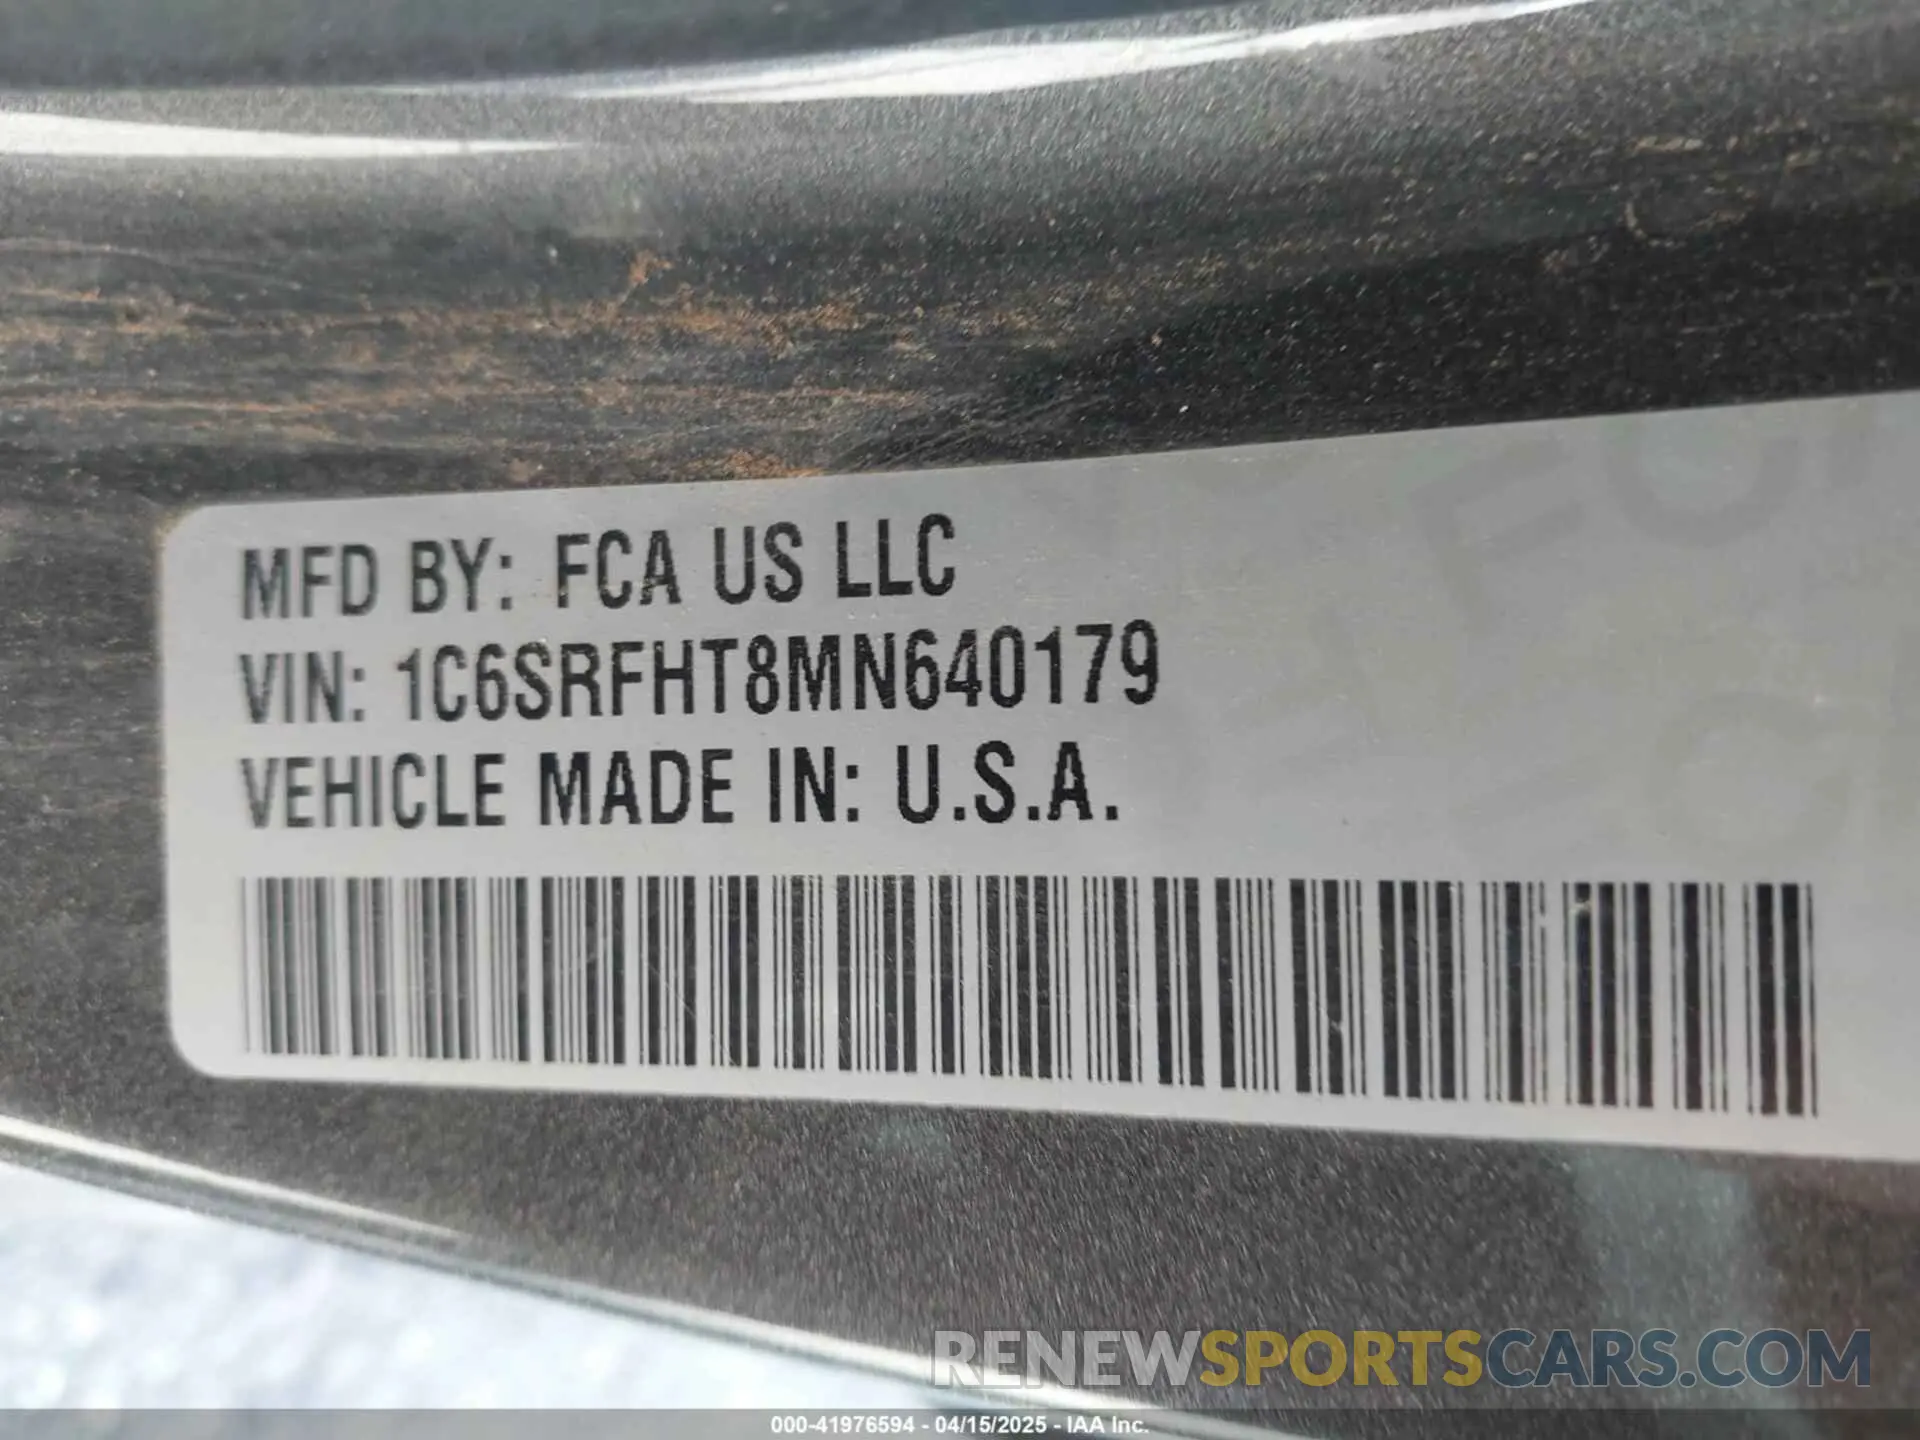 MFD BY: FCA US LLC
VIN: 1C6SRFHT8MN640179
VEHICLE MADE IN: U.S.A.
RENEWSPORTSCARS.COM
000-41976594 - 04/15/2025 - IAA Inc.